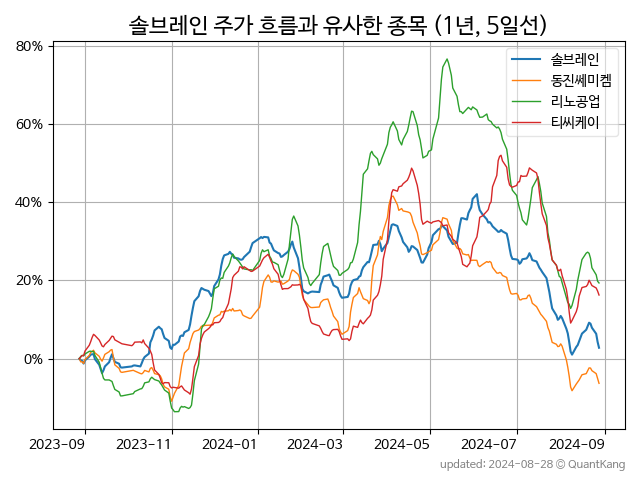 솔브레인 주가 흐름과 유사한 종목 (1년, 5일선)
80%
60%
40%
20%
0%
솔브레인
동진쎄미켐
리노공업
티씨케이
2023-09 2023-11 2024-01 2024-03 2024-05 2024-07 2024-09
updated: 2024-08-28 © QuantKang